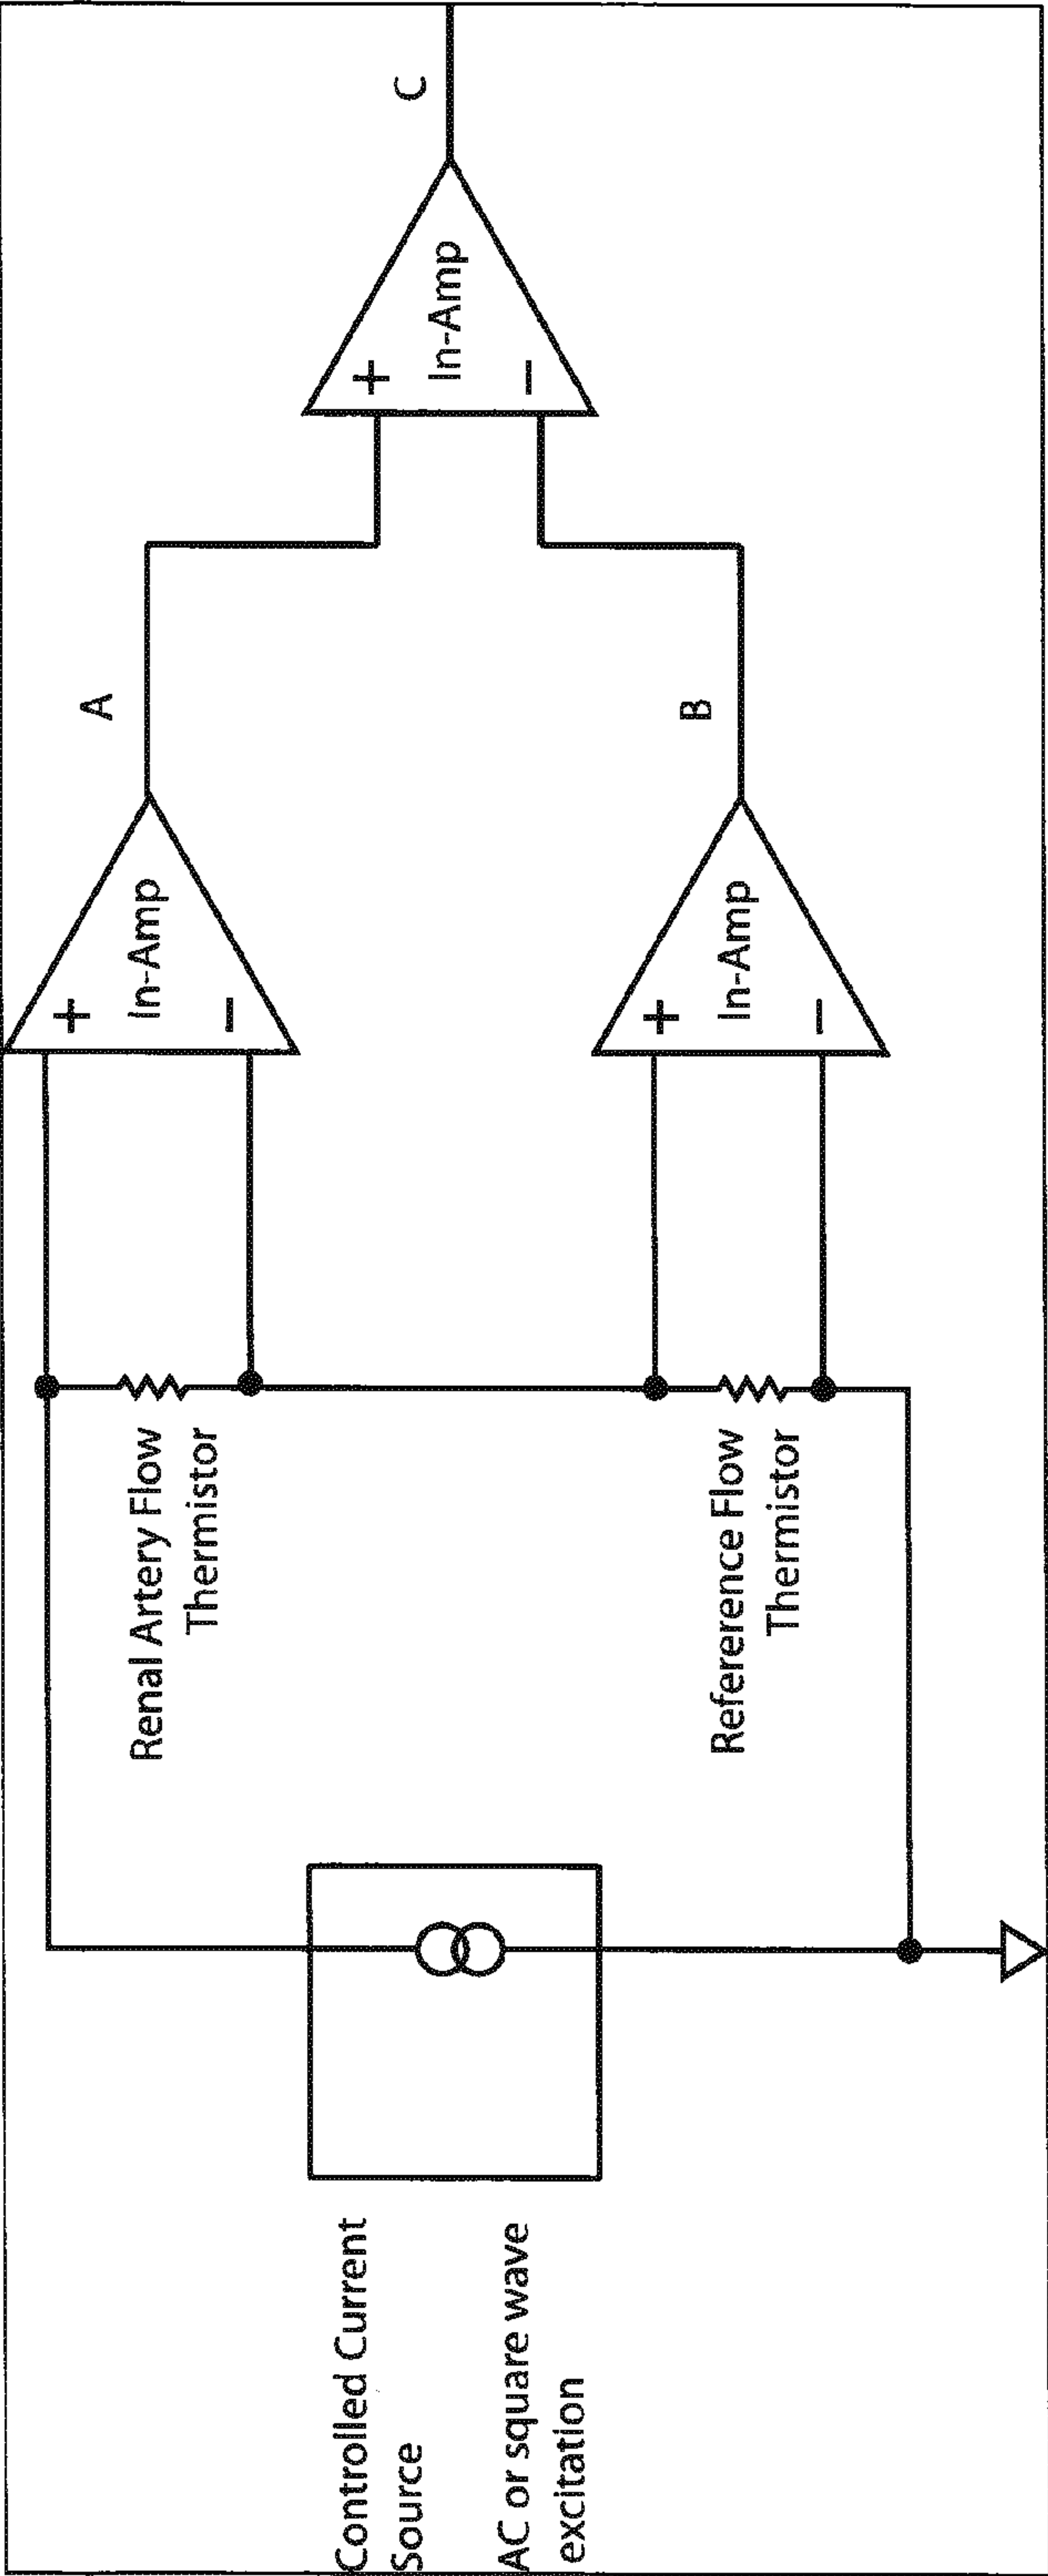 Controlled Current
Source
AC or square wave
excitation
Renal Artery Flow
Thermistor
Refererence Flow
Thermistor
+
In-Amp
−
A
+
In-Amp
−
B
+
In-Amp
−
C